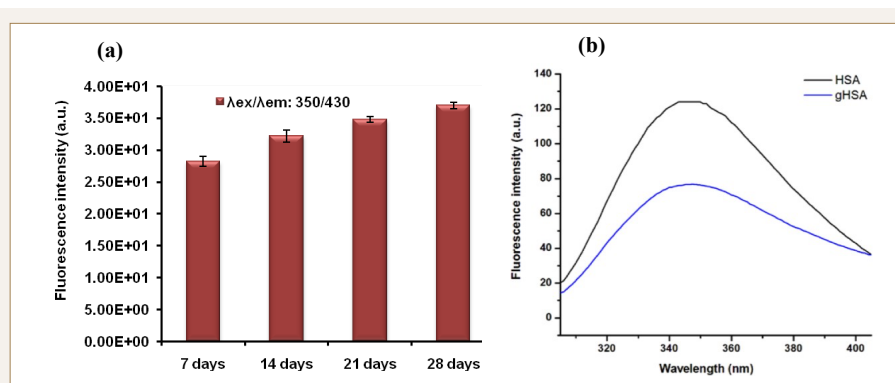 (a)
Fluorescence intensity (a.u.)
4.00E+01
3.50E+01
3.00E+01
2.50E+01
2.00E+01
1.50E+01
1.00E+01
5.00E+00
0.00E+00
λex/λem: 350/430
7 days 14 days 21 days 28 days
(b)
Fluorescence intensity (a.u.)
140
120
100
80
60
40
20
0
HSA
gHSA
320 340 360 380 400
Wavelength (nm)